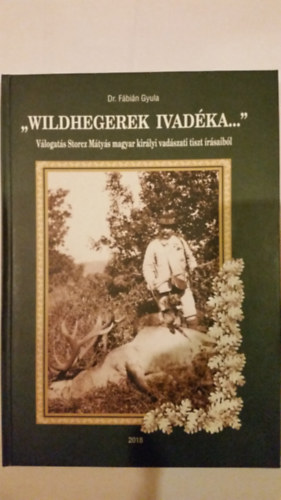 Dr. Fábián Gyula
„WILDHEGEREK IVADÉKA..."
Válogatás Storcz Mátyás magyar királyi vadászati tiszt írásaiból
2018